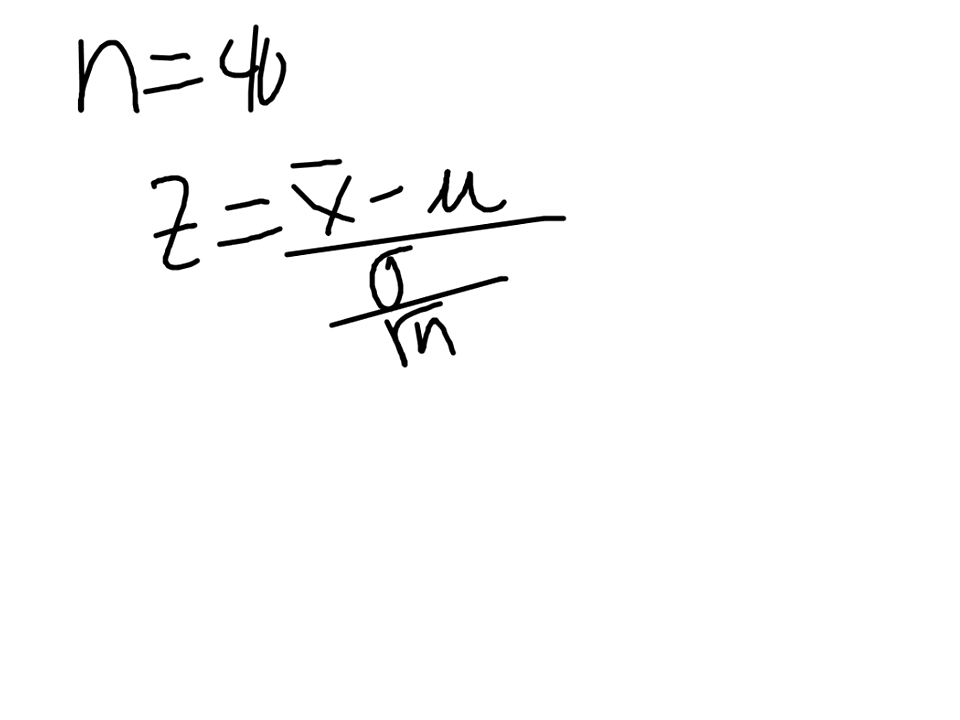 n = 40
z = x̄ - μ
σ
√n